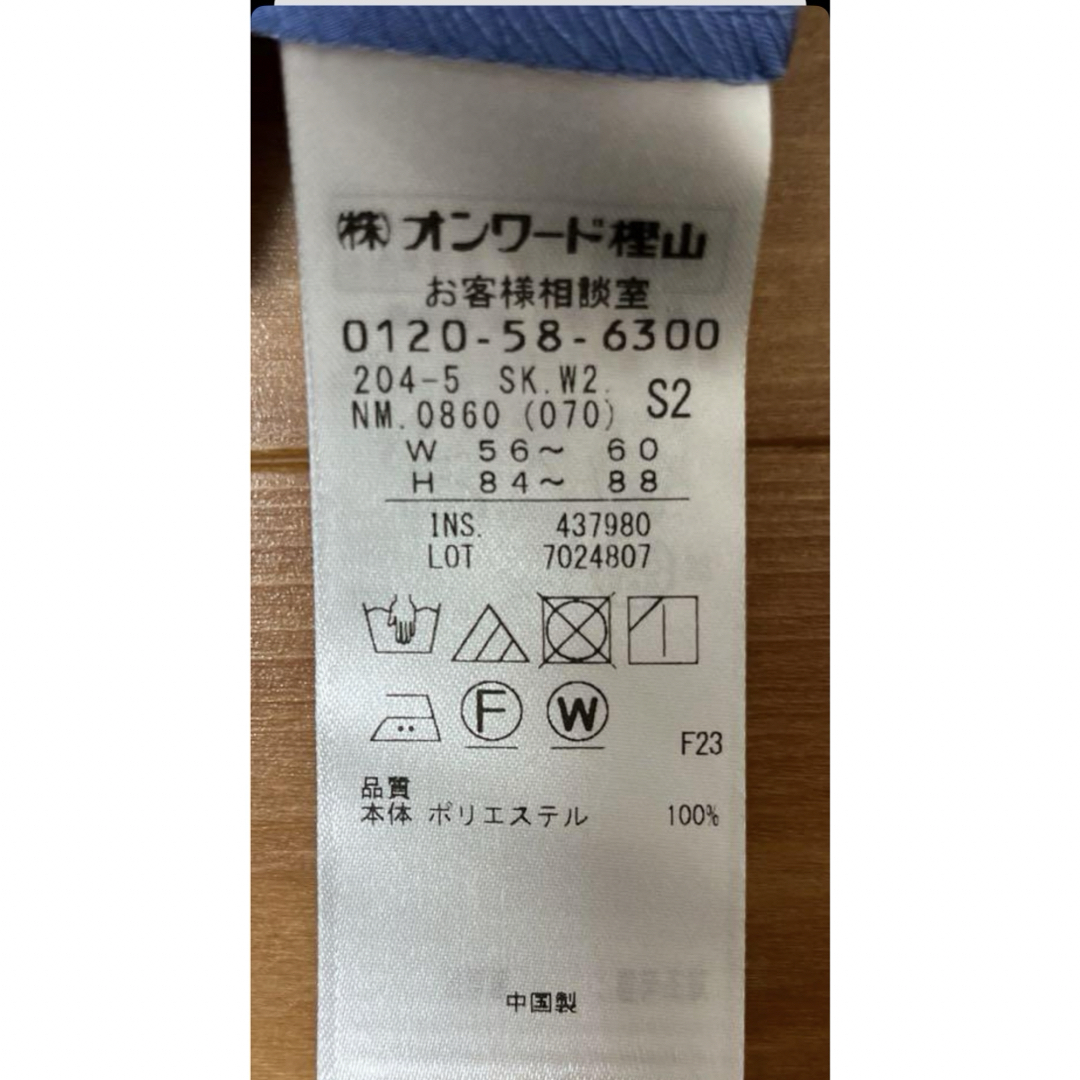 (株)オンワード樫山
お客様相談室
0120-58-6300
204-5 SK.W2. S2
NM.0860 (070)
W 56～ 60
H 84～ 88
INS. 437980
LOT 7024807
F W
F23
品質
本体 ポリエステル 100%
中国製